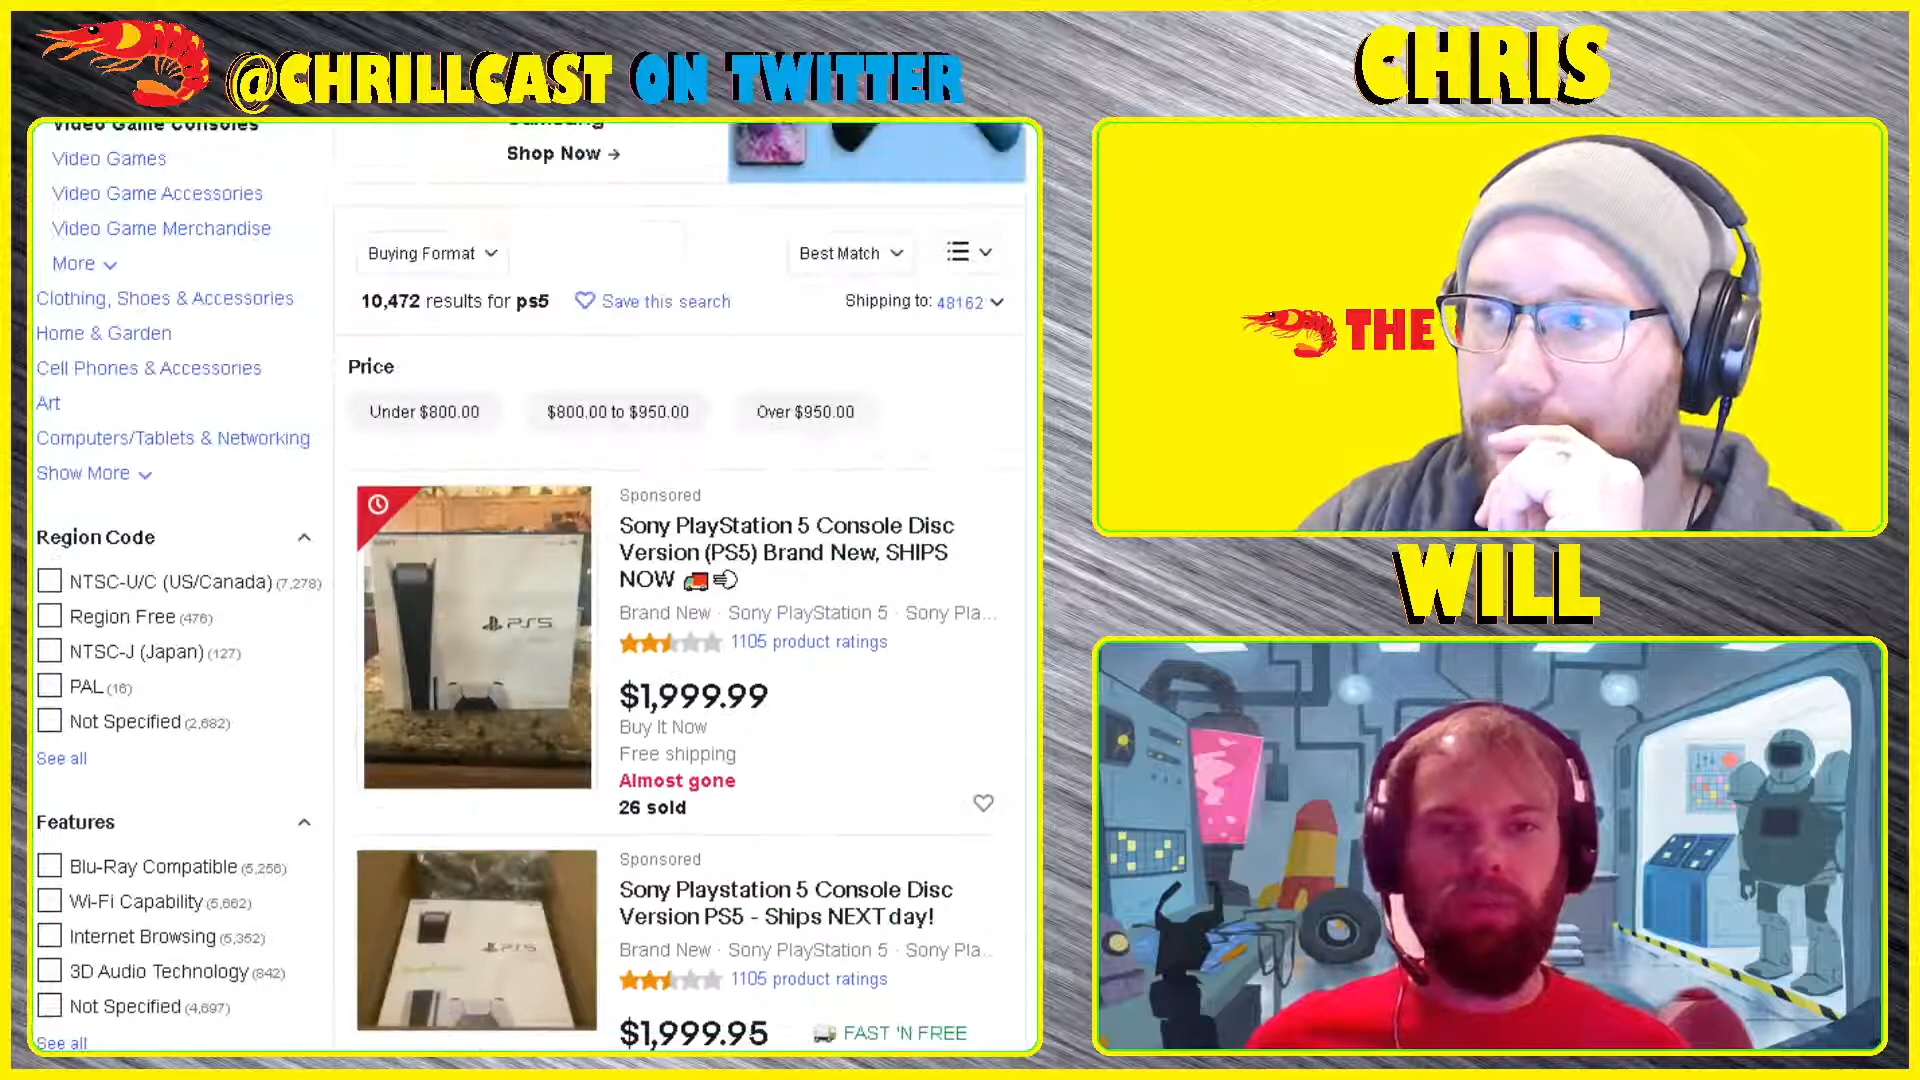 @CHRILLCAST ON TWITTER
CHRIS
Video Game Consoles
Video Games
Video Game Accessories
Video Game Merchandise
More
Clothing, Shoes & Accessories
Home & Garden
Cell Phones & Accessories
Art
Computers/Tablets & Networking
Show More
Region Code
NTSC-U/C (US/Canada) (7,278)
Region Free (476)
NTSC-J (Japan) (127)
PAL (16)
Not Specified (2,682)
See all
Features
Blu-Ray Compatible (5,256)
Wi-Fi Capability (5,662)
Internet Browsing (5,352)
3D Audio Technology (842)
Not Specified (4,697)
See all
Samsung
Shop Now →
Buying Format
Best Match
10,472 results for ps5
Save this search
Shipping to: 48162
Price
Under $800.00
$800.00 to $950.00
Over $950.00
SONY
PS5
Sponsored
Sony PlayStation 5 Console Disc
Version (PS5) Brand New, SHIPS
NOW 🚚💨
Brand New · Sony PlayStation 5 · Sony Pla...
1105 product ratings
$1,999.99
Buy It Now
Free shipping
Almost gone
26 sold
PS5
Sponsored
Sony Playstation 5 Console Disc
Version PS5 - Ships NEXT day!
Brand New · Sony PlayStation 5 · Sony Pla...
1105 product ratings
$1,999.95
FAST 'N FREE
THE
WILL